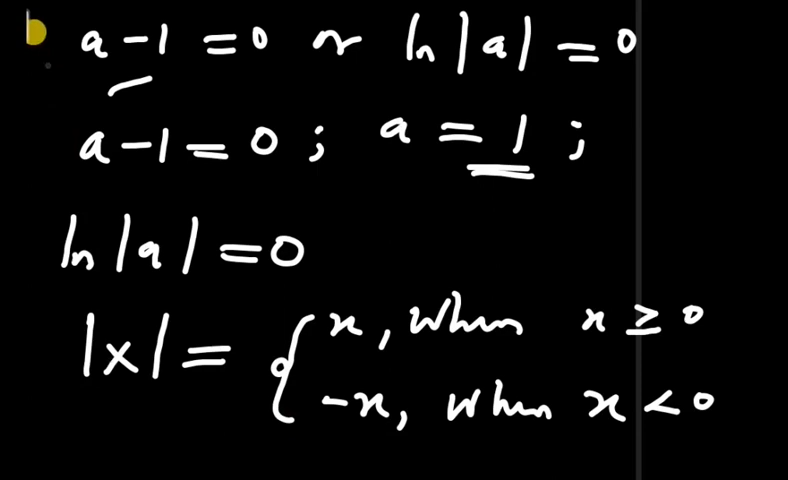 a - 1 = 0 or ln |a| = 0
a - 1 = 0 ; a = 1 ;
ln |a| = 0
|x| = { x, when x ≥ 0
-x, when x < 0